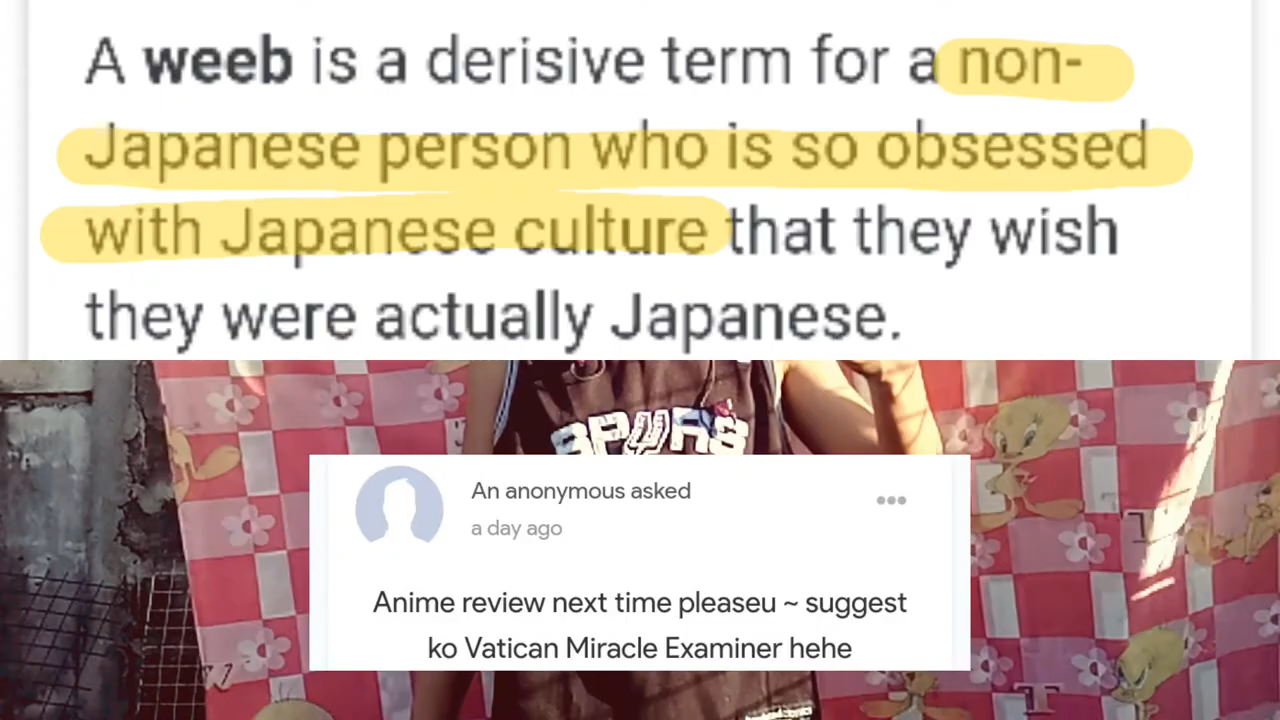 A weeb is a derisive term for a non-
Japanese person who is so obsessed
with Japanese culture that they wish
they were actually Japanese.
SPURS
An anonymous asked
a day ago
Anime review next time pleaseu ~ suggest
ko Vatican Miracle Examiner hehe